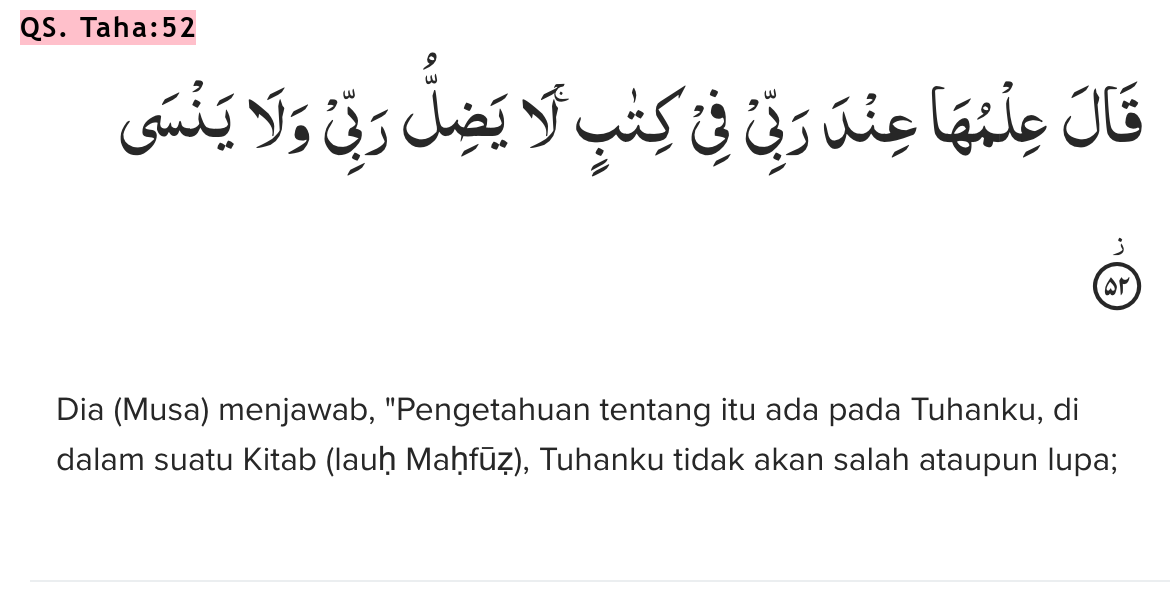 QS. Taha:52
قَالَ عِلْمُهَا عِنْدَ رَبِّيْ فِيْ كِتٰبٍۚ لَا يَضِلُّ رَبِّيْ وَلَا يَنْسَى
ۖز ۵۲
Dia (Musa) menjawab, "Pengetahuan tentang itu ada pada Tuhanku, di
dalam suatu Kitab (lauḥ Maḥfūẓ), Tuhanku tidak akan salah ataupun lupa;